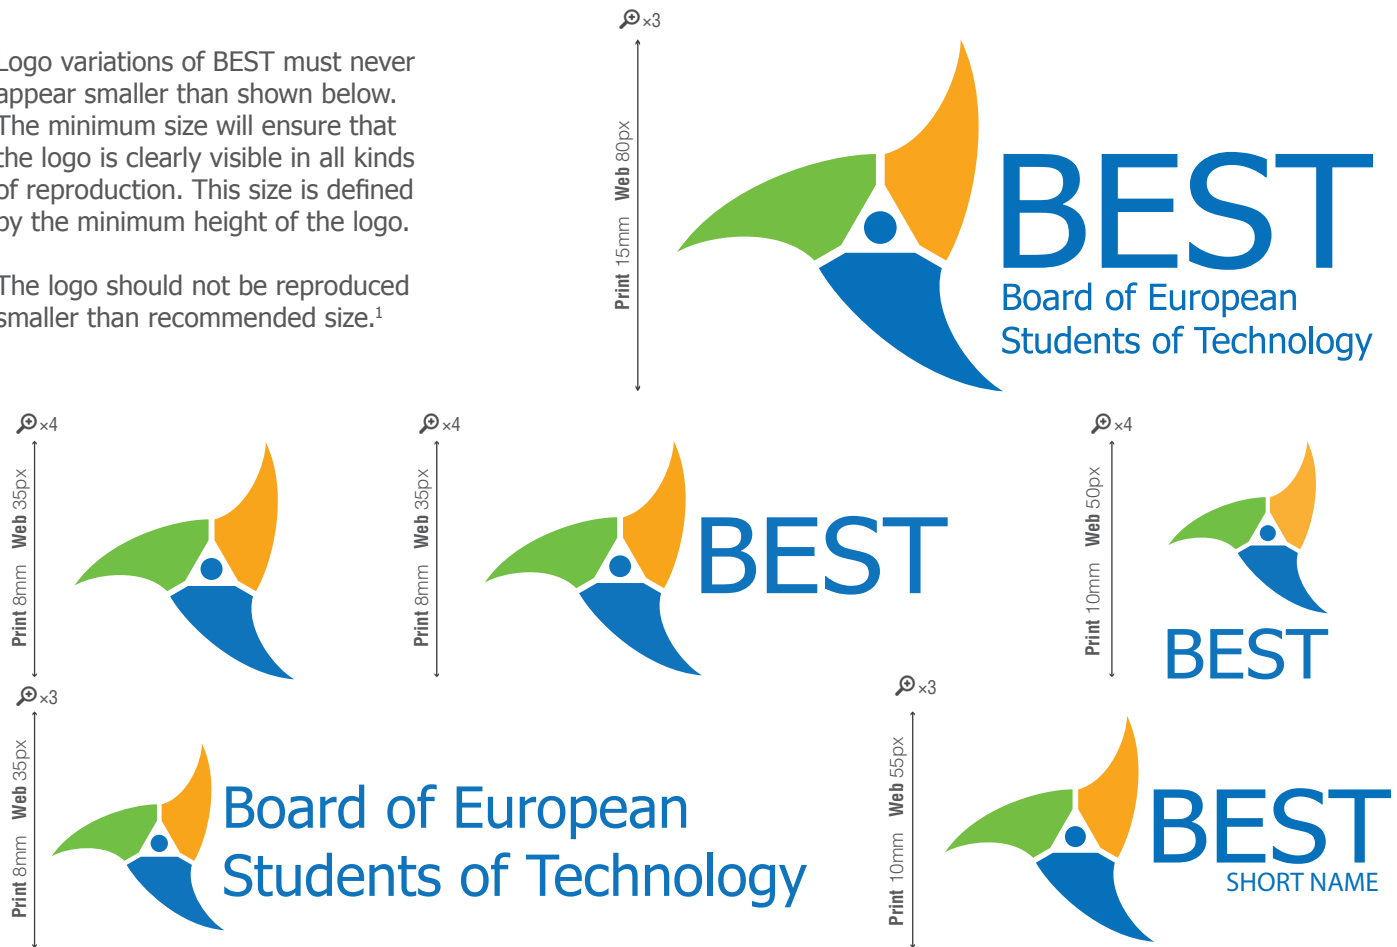 Logo variations of BEST must never
appear smaller than shown below.
The minimum size will ensure that
the logo is clearly visible in all kinds
of reproduction. This size is defined
by the minimum height of the logo.
The logo should not be reproduced
smaller than recommended size.¹
×3
Print 15mm Web 80px
BEST
Board of European
Students of Technology
×4
Print 8mm Web 35px
×4
Print 8mm Web 35px
BEST
×4
Print 10mm Web 50px
BEST
×3
Print 8mm Web 35px
Board of European
Students of Technology
×3
Print 10mm Web 55px
BEST
SHORT NAME